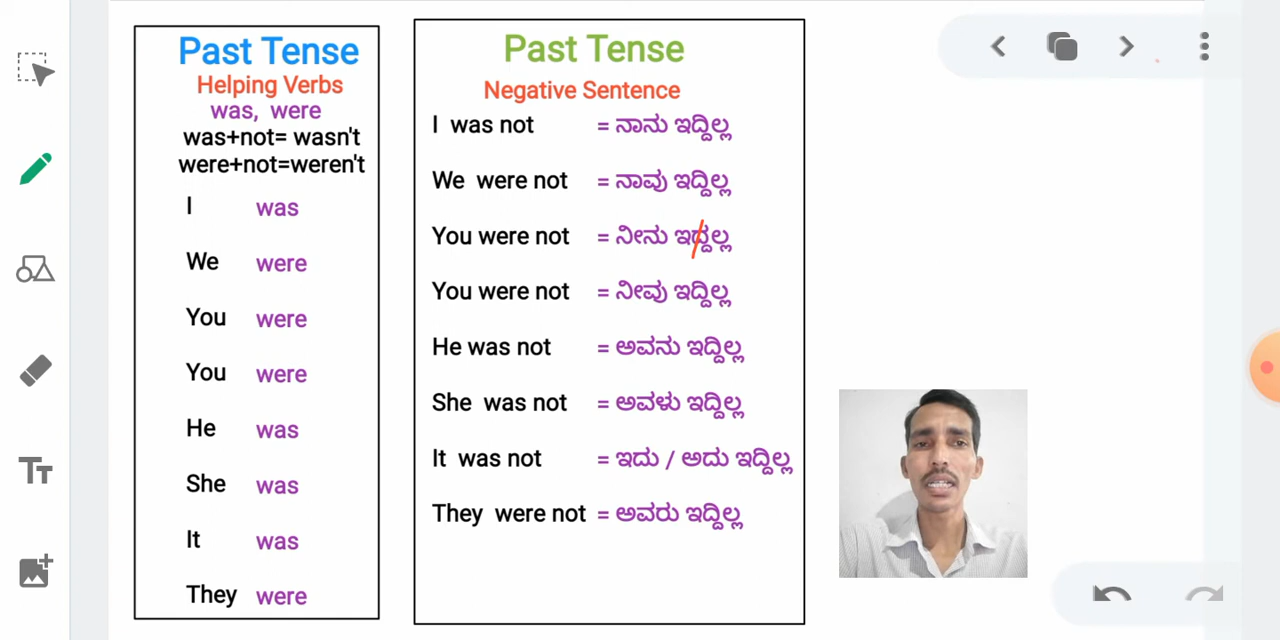 Past Tense
Helping Verbs
was, were
was+not= wasn't
were+not=weren't
I was
We were
You were
You were
He was
She was
It was
They were
Past Tense
Negative Sentence
I was not = ನಾನು ಇದ್ದಿಲ್ಲ
We were not = ನಾವು ಇದ್ದಿಲ್ಲ
You were not = ನೀನು ಇದ್ದಿಲ್ಲ
You were not = ನೀವು ಇದ್ದಿಲ್ಲ
He was not = ಅವನು ಇದ್ದಿಲ್ಲ
She was not = ಅವಳು ಇದ್ದಿಲ್ಲ
It was not = ಇದು / ಅದು ಇದ್ದಿಲ್ಲ
They were not = ಅವರು ಇದ್ದಿಲ್ಲ
TT